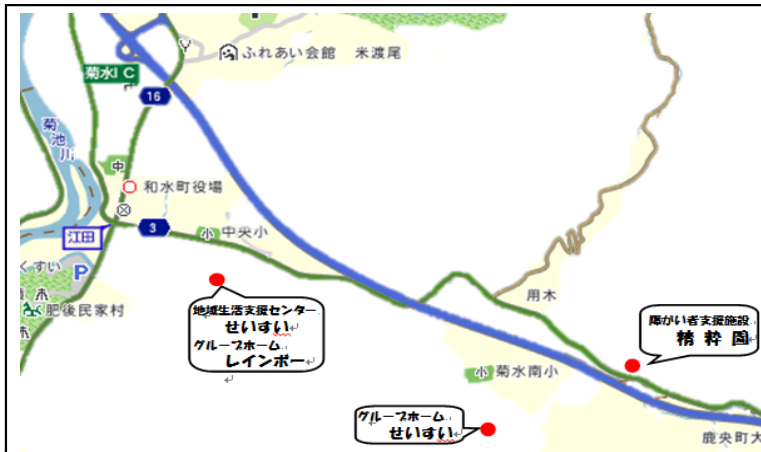 ふれあい会館 米渡尾
菊水IC
16
菊池川
中
和水町役場
江田
3
小 中央小
くすい
P
肥後民家村
地域生活支援センター
せいすい
グループホーム
レインボー
用木
障がい者支援施設
精粋園
小 菊水南小
グループホーム
せいすい
鹿央町大